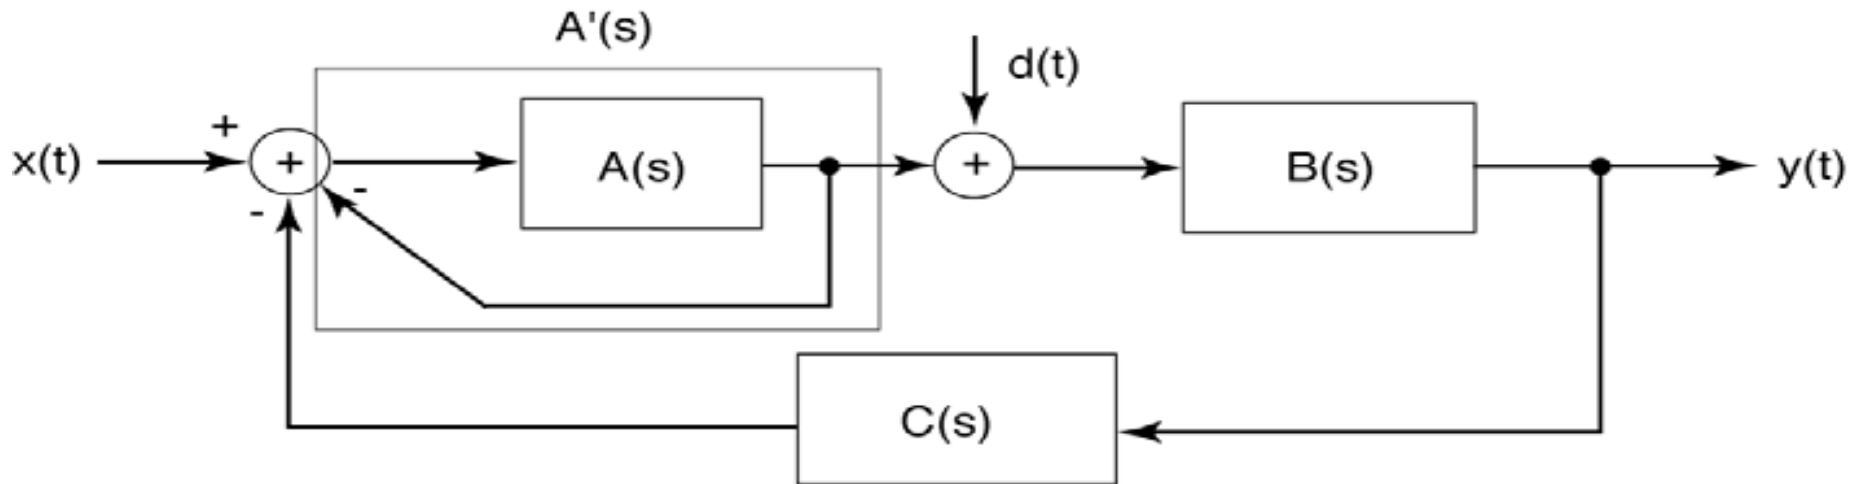 A'(s)
d(t)
+
x(t)
+
A(s)
+
B(s)
y(t)
-
-
C(s)